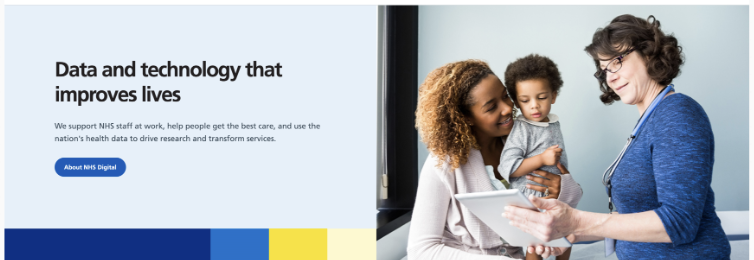 Data and technology that
improves lives
We support NHS staff at work, help people get the best care, and use the
nation's health data to drive research and transform services.
About NHS Digital